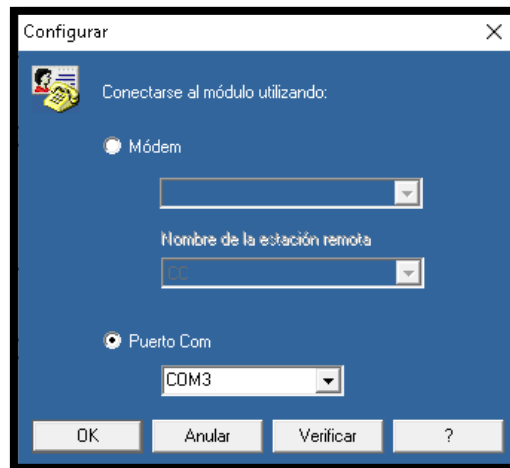 Configurar
Conectarse al módulo utilizando:
Módem
Nombre de la estación remota
CC
Puerto Com
COM3
OK Anular Verificar ?